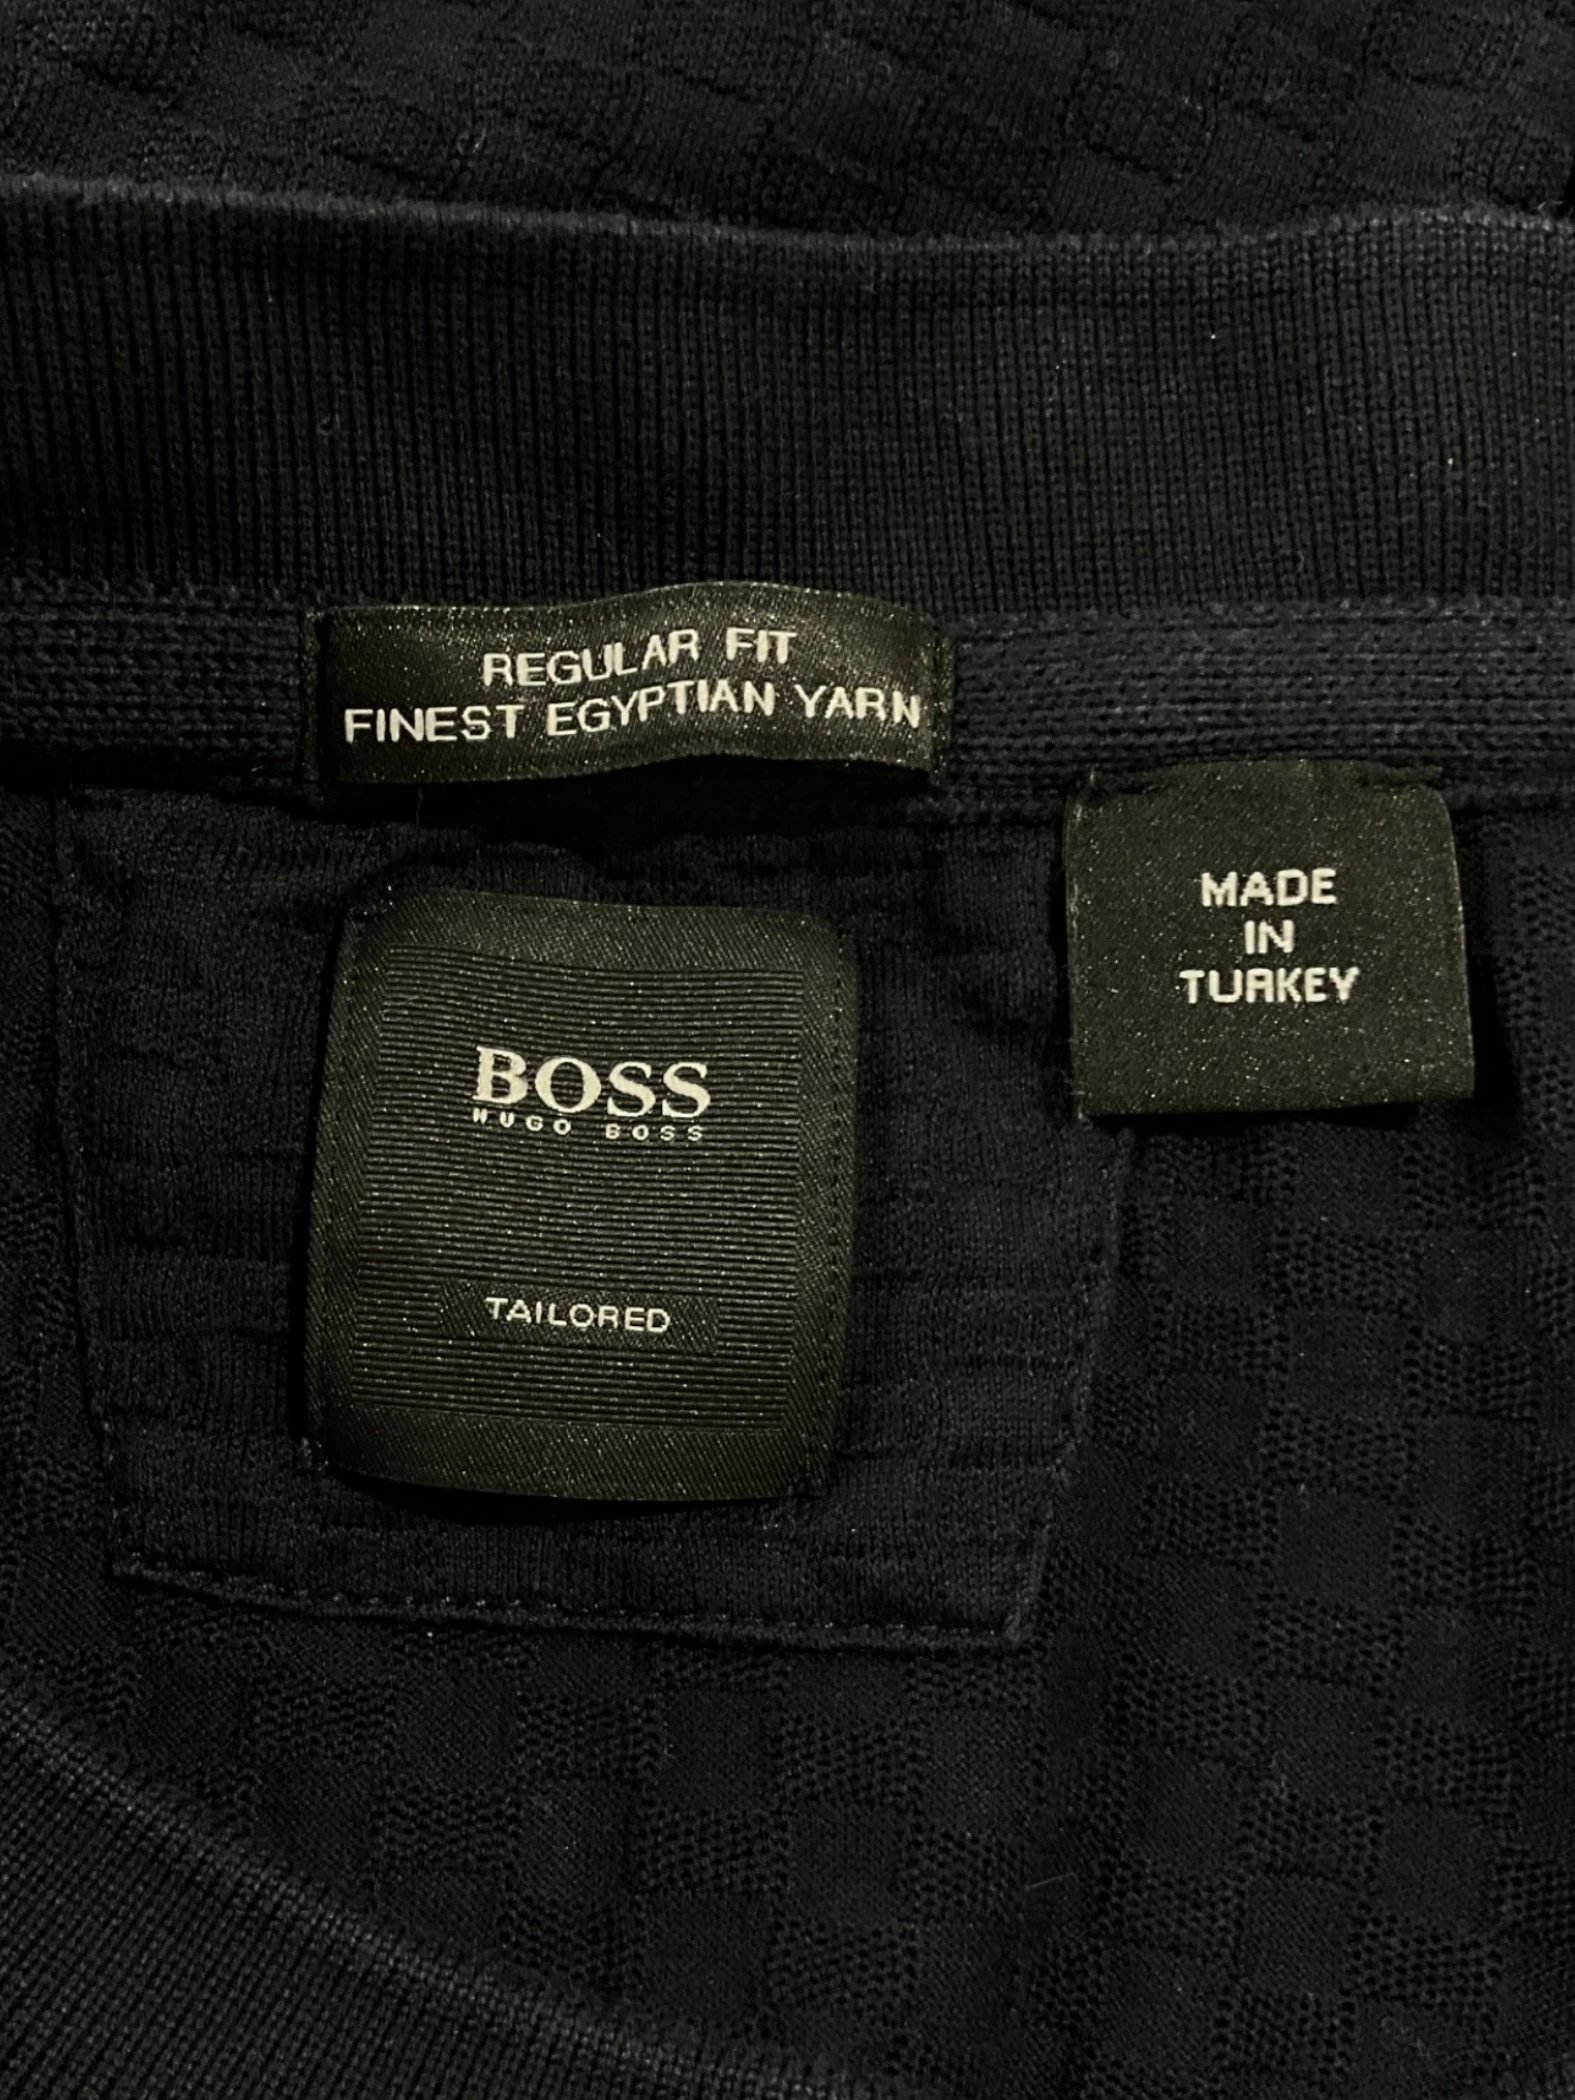 REGULAR FIT
FINEST EGYPTIAN YARN
MADE
IN
TURKEY
BOSS
HUGO BOSS
TAILORED